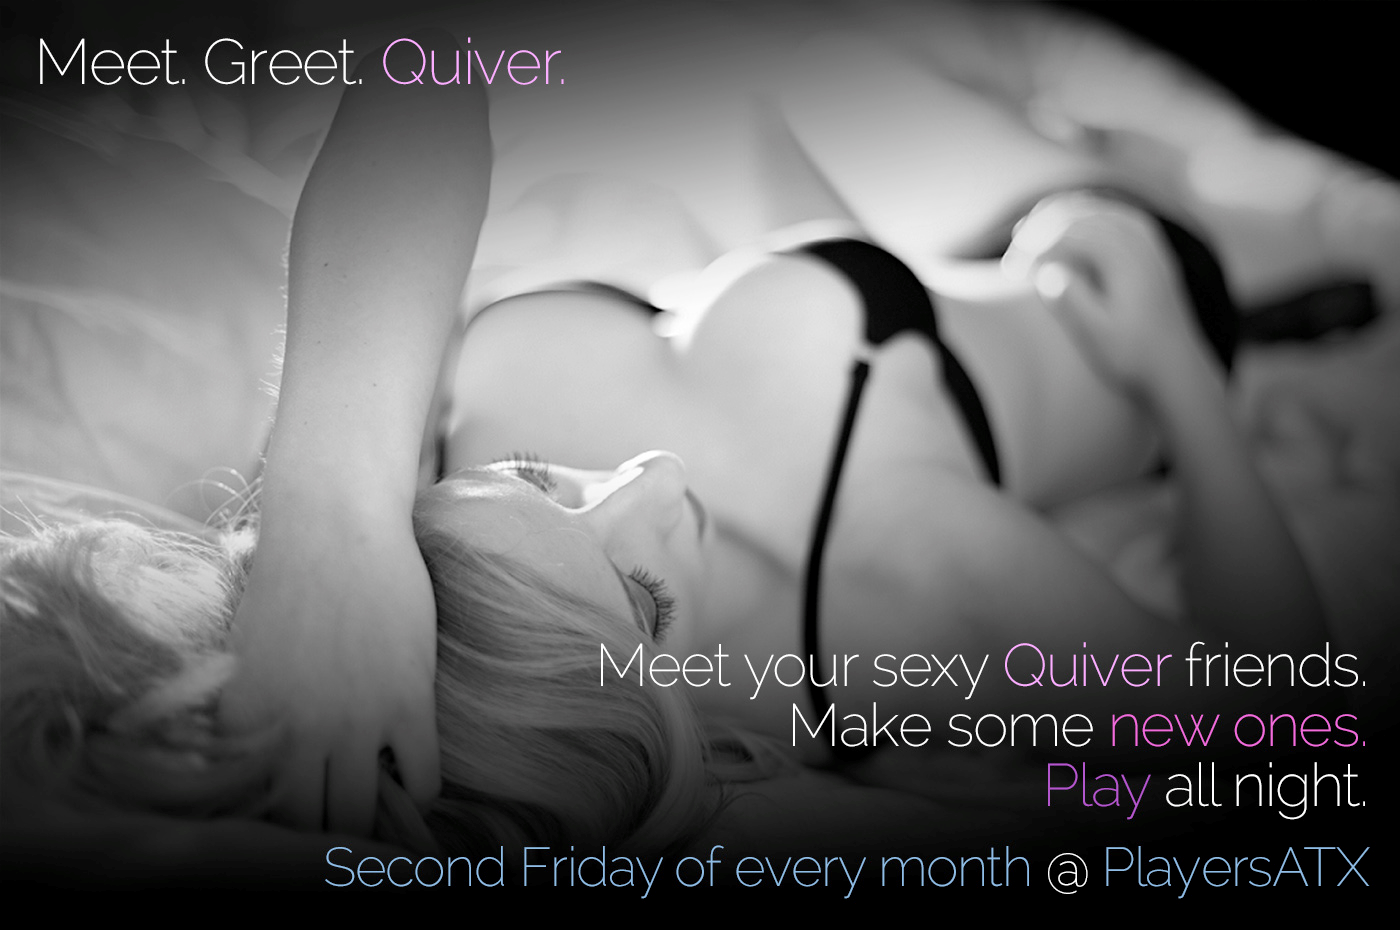 Meet. Greet. Quiver.
Meet your sexy Quiver friends.
Make some new ones.
Play all night.
Second Friday of every month @ PlayersATX